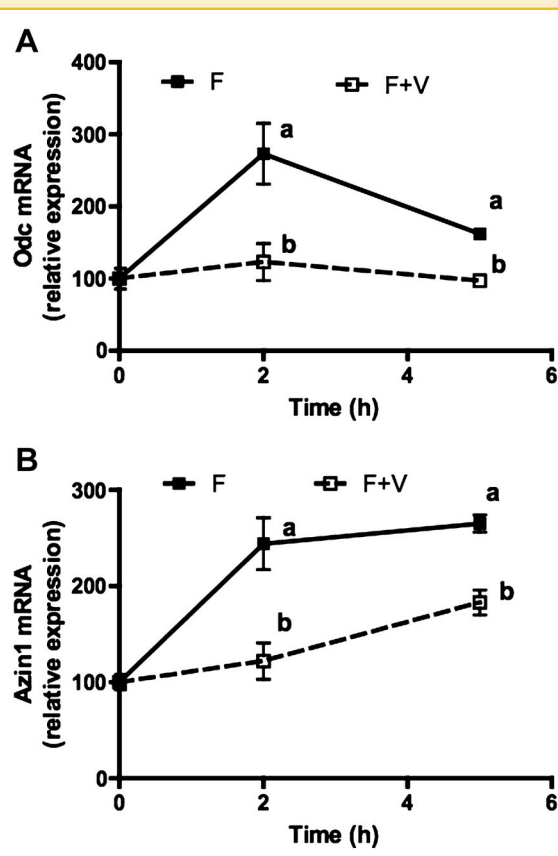 A
400
F
F+V
300
a
a
200
b
b
100
0
0
2
4
6
Odc mRNA
(relative expression)
Time (h)
B
F
F+V
300
a
a
200
b
b
100
0
0
2
4
6
Azin1 mRNA
(relative expression)
Time (h)